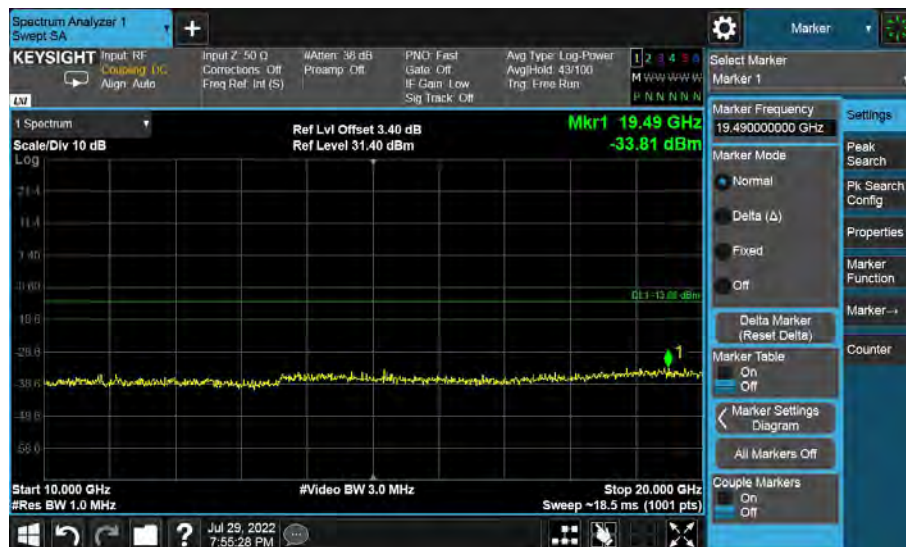 Spectrum Analyzer 1
Swept SA
+
Marker
KEYSIGHT
Input: RF
Coupling: DC
Align: Auto
Input Z: 50 Ω
Corrections: Off
Freq Ref: Int (S)
#Atten: 38 dB
Preamp: Off
PNO: Fast
Gate: Off
IF Gain: Low
Sig Track: Off
Avg Type: Log-Power
Avg|Hold: 43/100
Trig: Free Run
1 2 3 4 5 6
M W W W W W
P N N N N N
LXI
Select Marker
Marker 1
1 Spectrum
Scale/Div 10 dB
Log
Ref Lvl Offset 3.40 dB
Ref Level 31.40 dBm
Mkr1 19.49 GHz
-33.81 dBm
21.4
11.4
1.40
-8.60
-18.6
-28.6
-38.6
-48.6
-58.6
DL1 -13.00 dBm
1
Start 10.000 GHz
#Res BW 1.0 MHz
#Video BW 3.0 MHz
Stop 20.000 GHz
Sweep ~18.5 ms (1001 pts)
Marker Frequency
19.490000000 GHz
Marker Mode
Normal
Delta (Δ)
Fixed
Off
Delta Marker
(Reset Delta)
Marker Table
On
Off
Marker Settings
Diagram
All Markers Off
Couple Markers
On
Off
Settings
Peak
Search
Pk Search
Config
Properties
Marker
Function
Marker→
Counter
?
Jul 29, 2022
7:55:28 PM